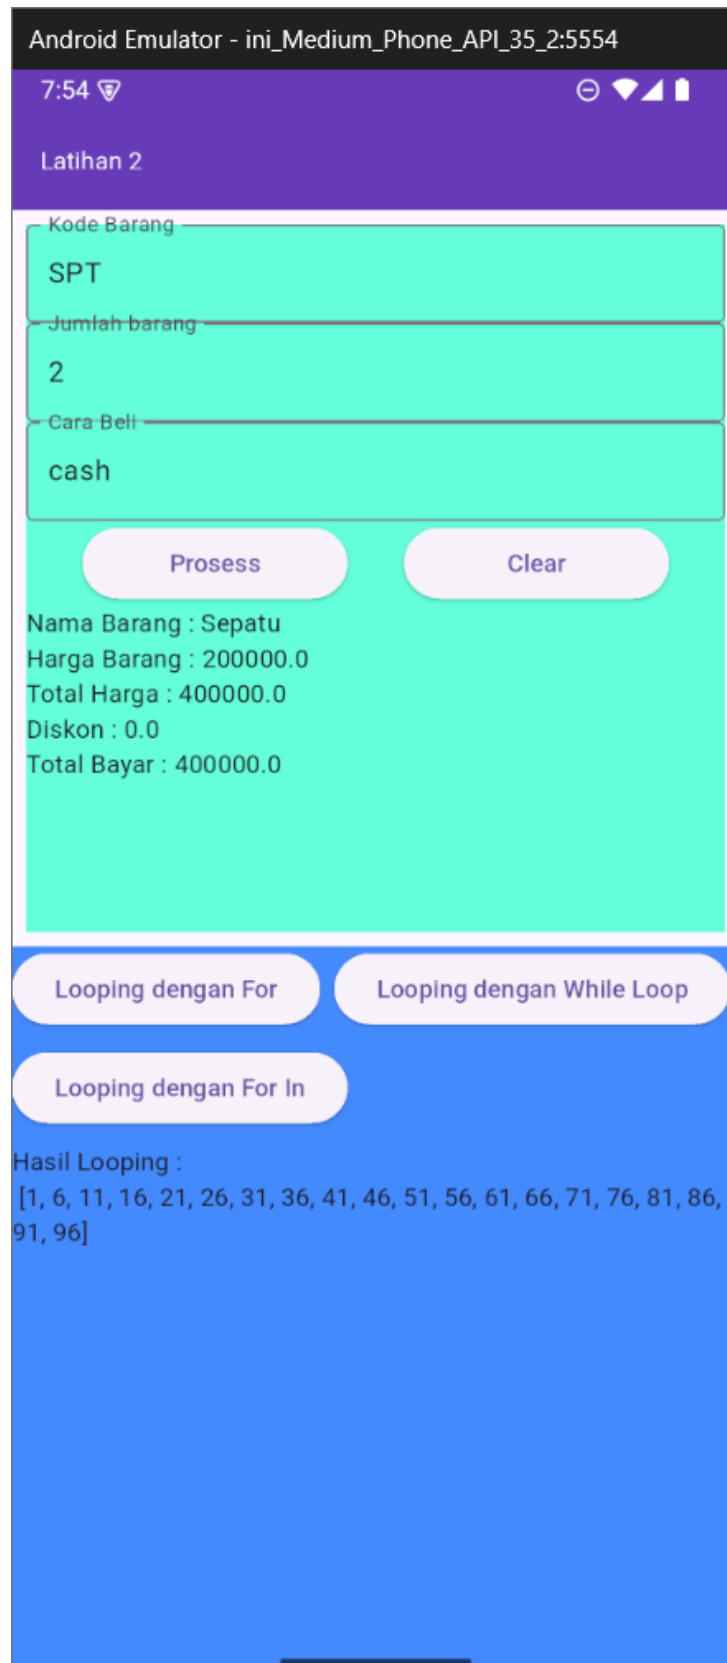 Android Emulator - ini_Medium_Phone_API_35_2:5554
7:54
Latihan 2
Kode Barang
SPT
Jumlah barang
2
Cara Beli
cash
Prosess Clear
Nama Barang : Sepatu
Harga Barang : 200000.0
Total Harga : 400000.0
Diskon : 0.0
Total Bayar : 400000.0
Looping dengan For Looping dengan While Loop
Looping dengan For In
Hasil Looping :
[1, 6, 11, 16, 21, 26, 31, 36, 41, 46, 51, 56, 61, 66, 71, 76, 81, 86,
91, 96]